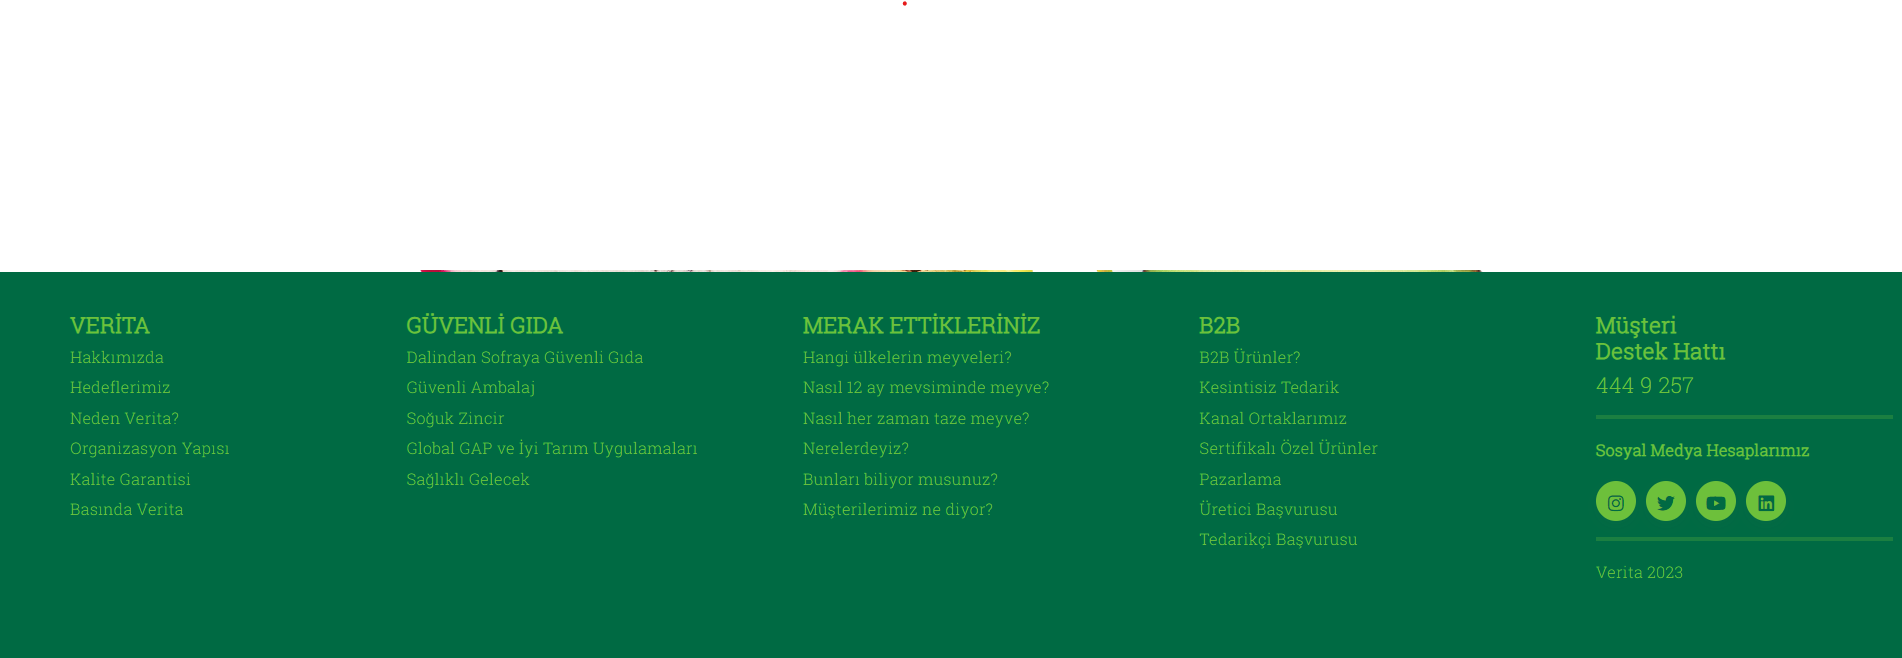 VERİTA
Hakkımızda
Hedeflerimiz
Neden Verita?
Organizasyon Yapısı
Kalite Garantisi
Basında Verita
GÜVENLİ GIDA
Dalindan Sofraya Güvenli Gıda
Güvenli Ambalaj
Soğuk Zincir
Global GAP ve İyi Tarım Uygulamaları
Sağlıklı Gelecek
MERAK ETTİKLERİNİZ
Hangi ülkelerin meyveleri?
Nasıl 12 ay mevsiminde meyve?
Nasıl her zaman taze meyve?
Nerelerdeyiz?
Bunları biliyor musunuz?
Müşterilerimiz ne diyor?
B2B
B2B Ürünler?
Kesintisiz Tedarik
Kanal Ortaklarımız
Sertifikalı Özel Ürünler
Pazarlama
Üretici Başvurusu
Tedarikçi Başvurusu
Müşteri
Destek Hattı
444 9 257
Sosyal Medya Hesaplarımız
Verita 2023